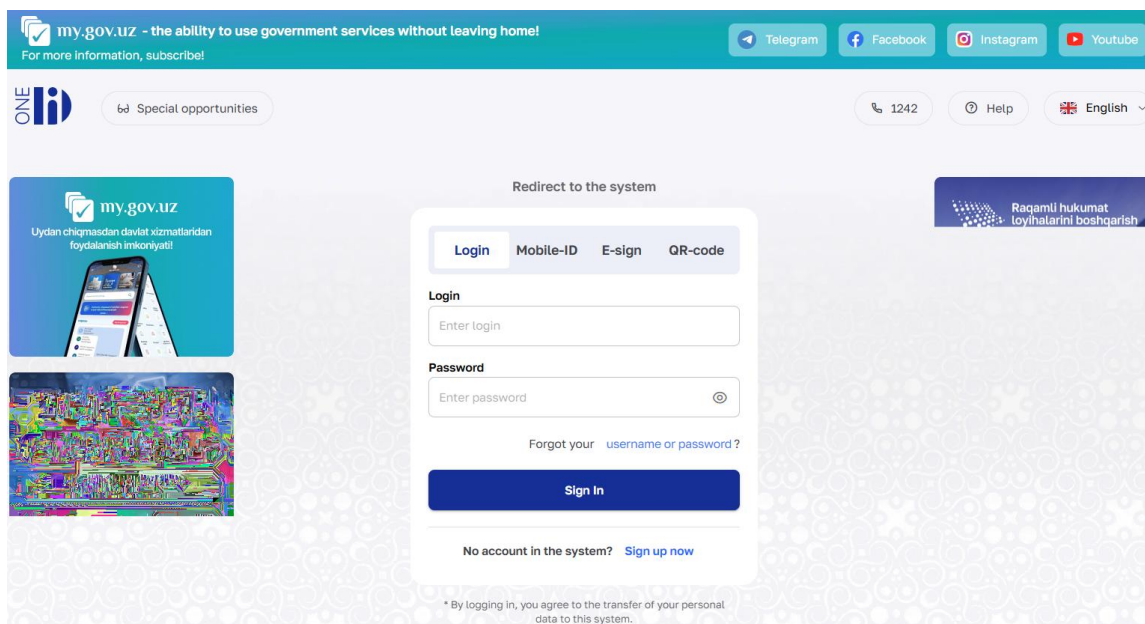 my.gov.uz - the ability to use government services without leaving home!
For more information, subscribe!
Telegram
Facebook
Instagram
Youtube
ONE iD
Special opportunities
1242
Help
English
my.gov.uz
Uydan chiqmasdan davlat xizmatlaridan
foydalanish imkoniyati!
Redirect to the system
Raqamli hukumat
loyihalarini boshqarish
Login
Mobile-ID
E-sign
QR-code
Login
Enter login
Password
Enter password
Forgot your username or password?
Sign In
No account in the system? Sign up now
* By logging in, you agree to the transfer of your personal
data to this system.